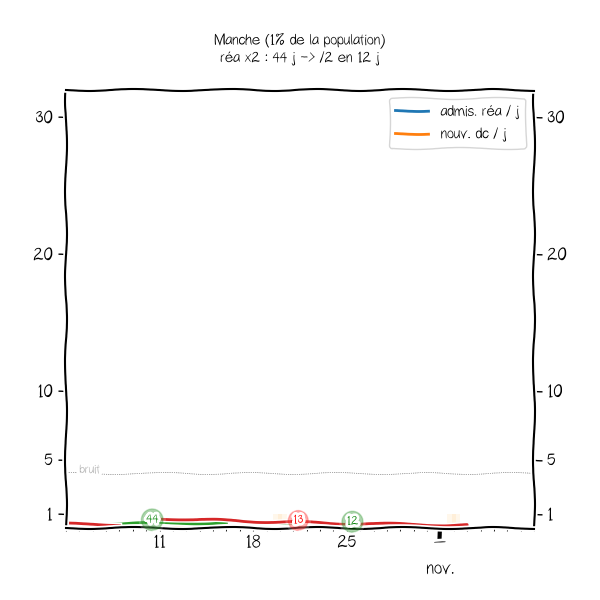 Manche (1% de la population)
réa x2 : 44 j -> /2 en 12 j
admis. réa / j
nouv. dc / j
30 30
20 20
10 10
5 5
bruit
1 1
44 13 12
11 18 25 1
nov.